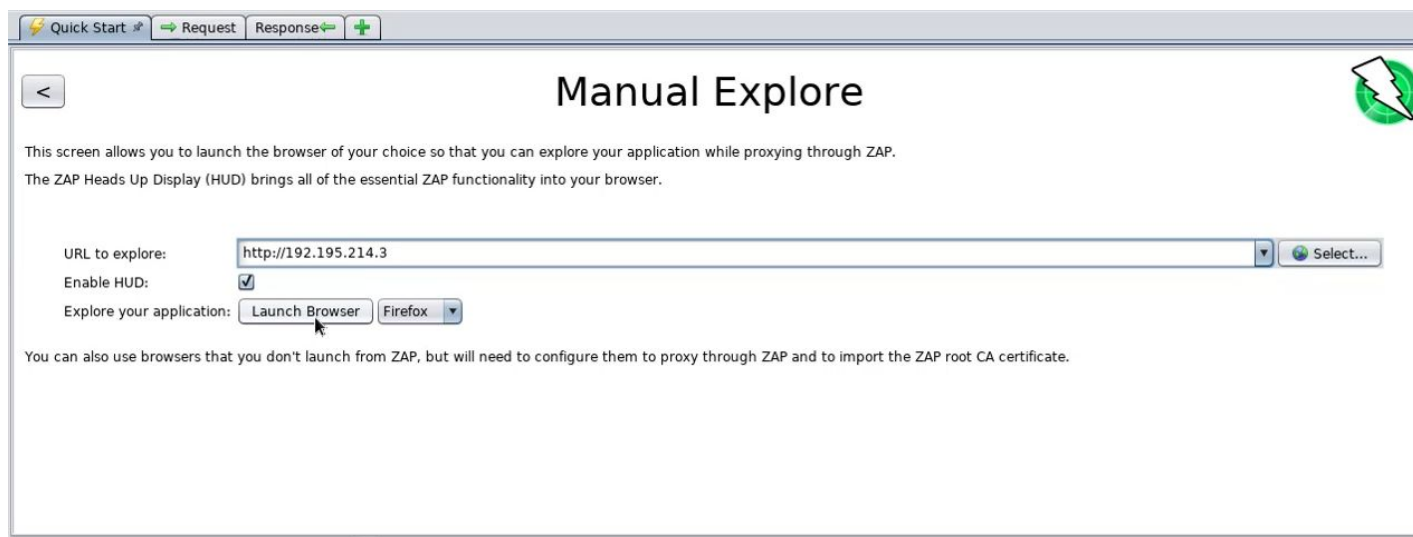 Quick Start
Request
Response
Manual Explore
<
This screen allows you to launch the browser of your choice so that you can explore your application while proxying through ZAP.
The ZAP Heads Up Display (HUD) brings all of the essential ZAP functionality into your browser.
URL to explore: http://192.195.214.3 Select...
Enable HUD:
Explore your application: Launch Browser Firefox
You can also use browsers that you don't launch from ZAP, but will need to configure them to proxy through ZAP and to import the ZAP root CA certificate.